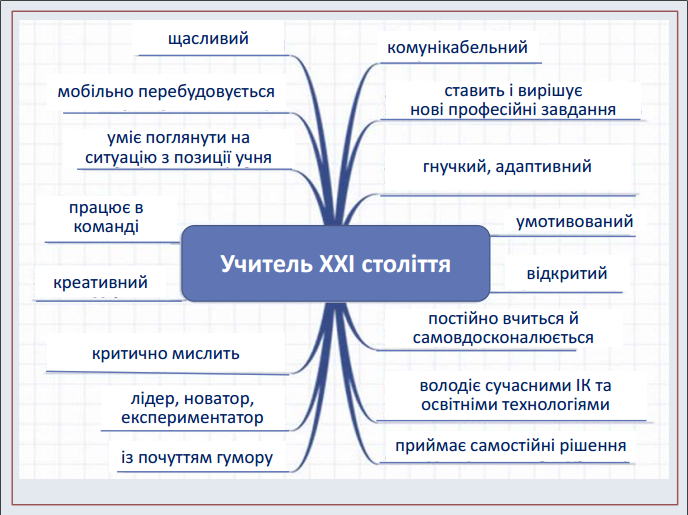 щасливий
мобільно перебудовується
уміє поглянути на
ситуацію з позиції учня
працює в
команді
креативний
критично мислить
лідер, новатор,
експериментатор
із почуттям гумору
Учитель ХХІ століття
комунікабельний
ставить і вирішує
нові професійні завдання
гнучкий, адаптивний
умотивований
відкритий
постійно вчиться й
самовдосконалюється
володіє сучасними ІК та
освітніми технологіями
приймає самостійні рішення